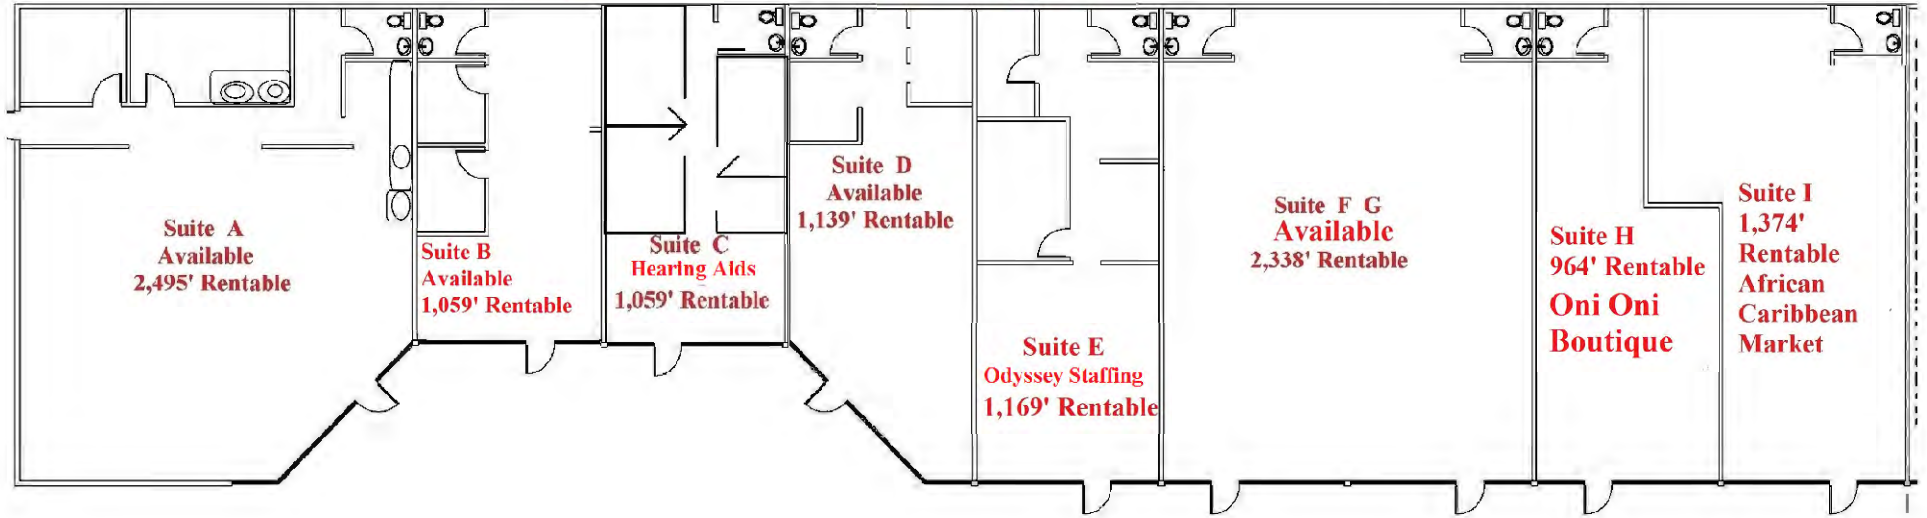 Suite A
Available
2,495' Rentable
Suite B
Available
1,059' Rentable
Suite C
Hearing Aids
1,059' Rentable
Suite D
Available
1,139' Rentable
Suite E
Odyssey Staffing
1,169' Rentable
Suite F G
Available
2,338' Rentable
Suite H
964' Rentable
Oni Oni
Boutique
Suite I
1,374'
Rentable
African
Caribbean
Market